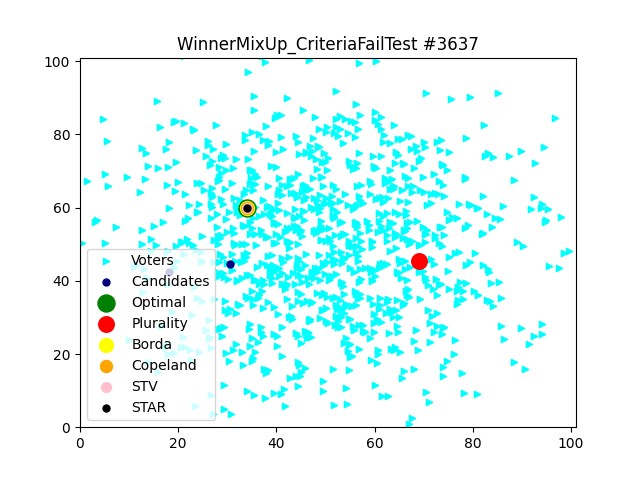 WinnerMixUp_CriteriaFailTest #3637
100
80
60
40
20
0
Voters
Candidates
Optimal
Plurality
Borda
Copeland
STV
STAR
0 20 40 60 80 100